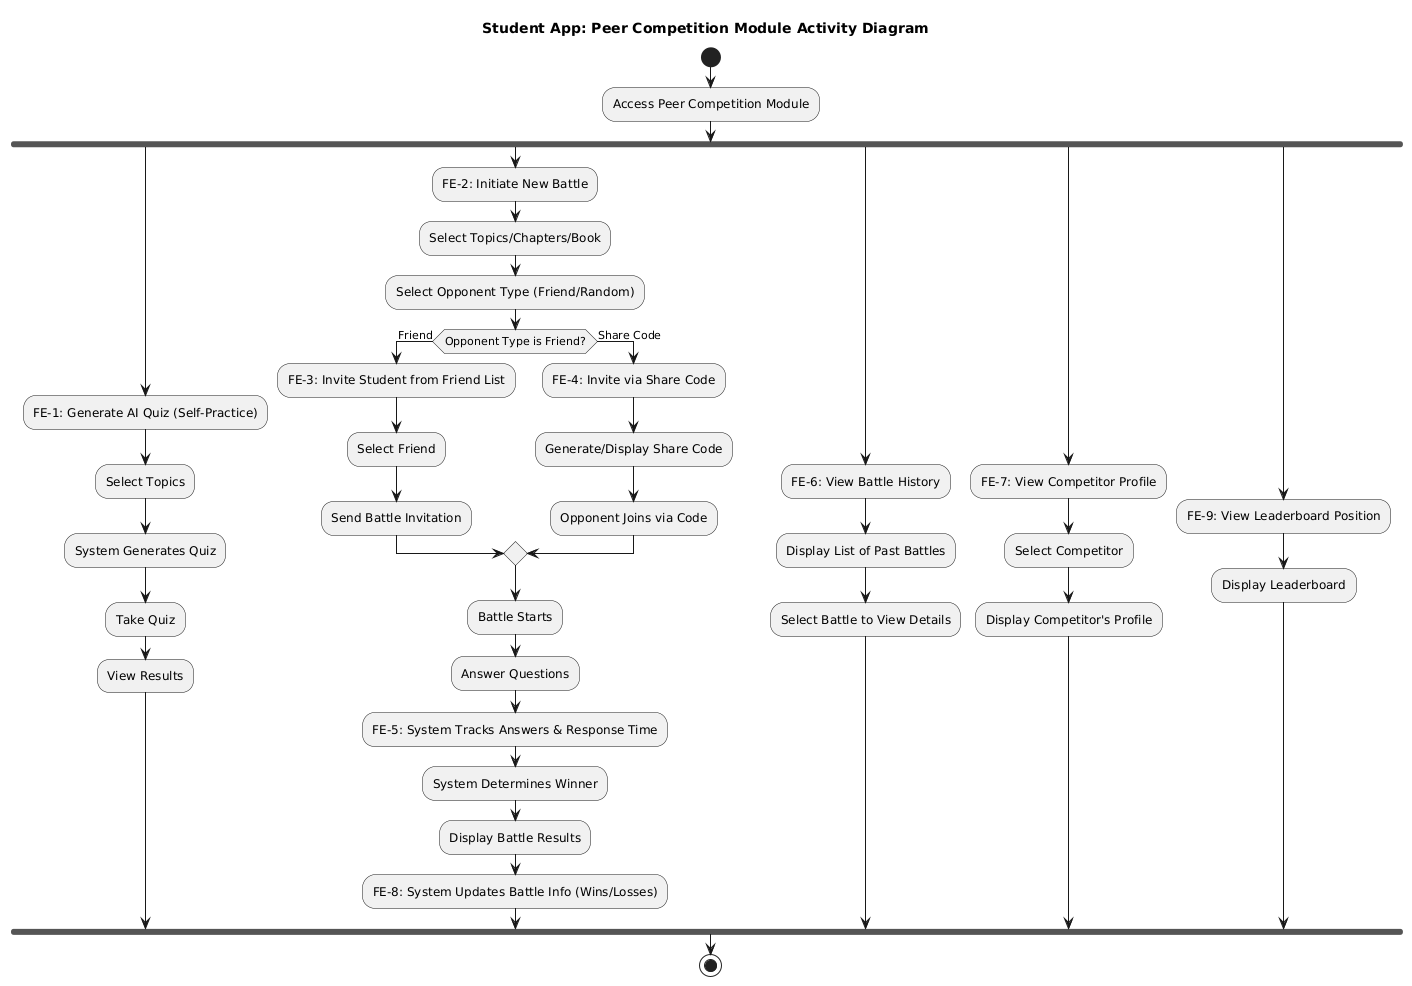 Student App: Peer Competition Module Activity Diagram
Access Peer Competition Module
FE-1: Generate AI Quiz (Self-Practice)
Select Topics
System Generates Quiz
Take Quiz
View Results
FE-2: Initiate New Battle
Select Topics/Chapters/Book
Select Opponent Type (Friend/Random)
Opponent Type is Friend?
Friend
FE-3: Invite Student from Friend List
Select Friend
Send Battle Invitation
Share Code
FE-4: Invite via Share Code
Generate/Display Share Code
Opponent Joins via Code
Battle Starts
Answer Questions
FE-5: System Tracks Answers & Response Time
System Determines Winner
Display Battle Results
FE-8: System Updates Battle Info (Wins/Losses)
FE-6: View Battle History
Display List of Past Battles
Select Battle to View Details
FE-7: View Competitor Profile
Select Competitor
Display Competitor's Profile
FE-9: View Leaderboard Position
Display Leaderboard